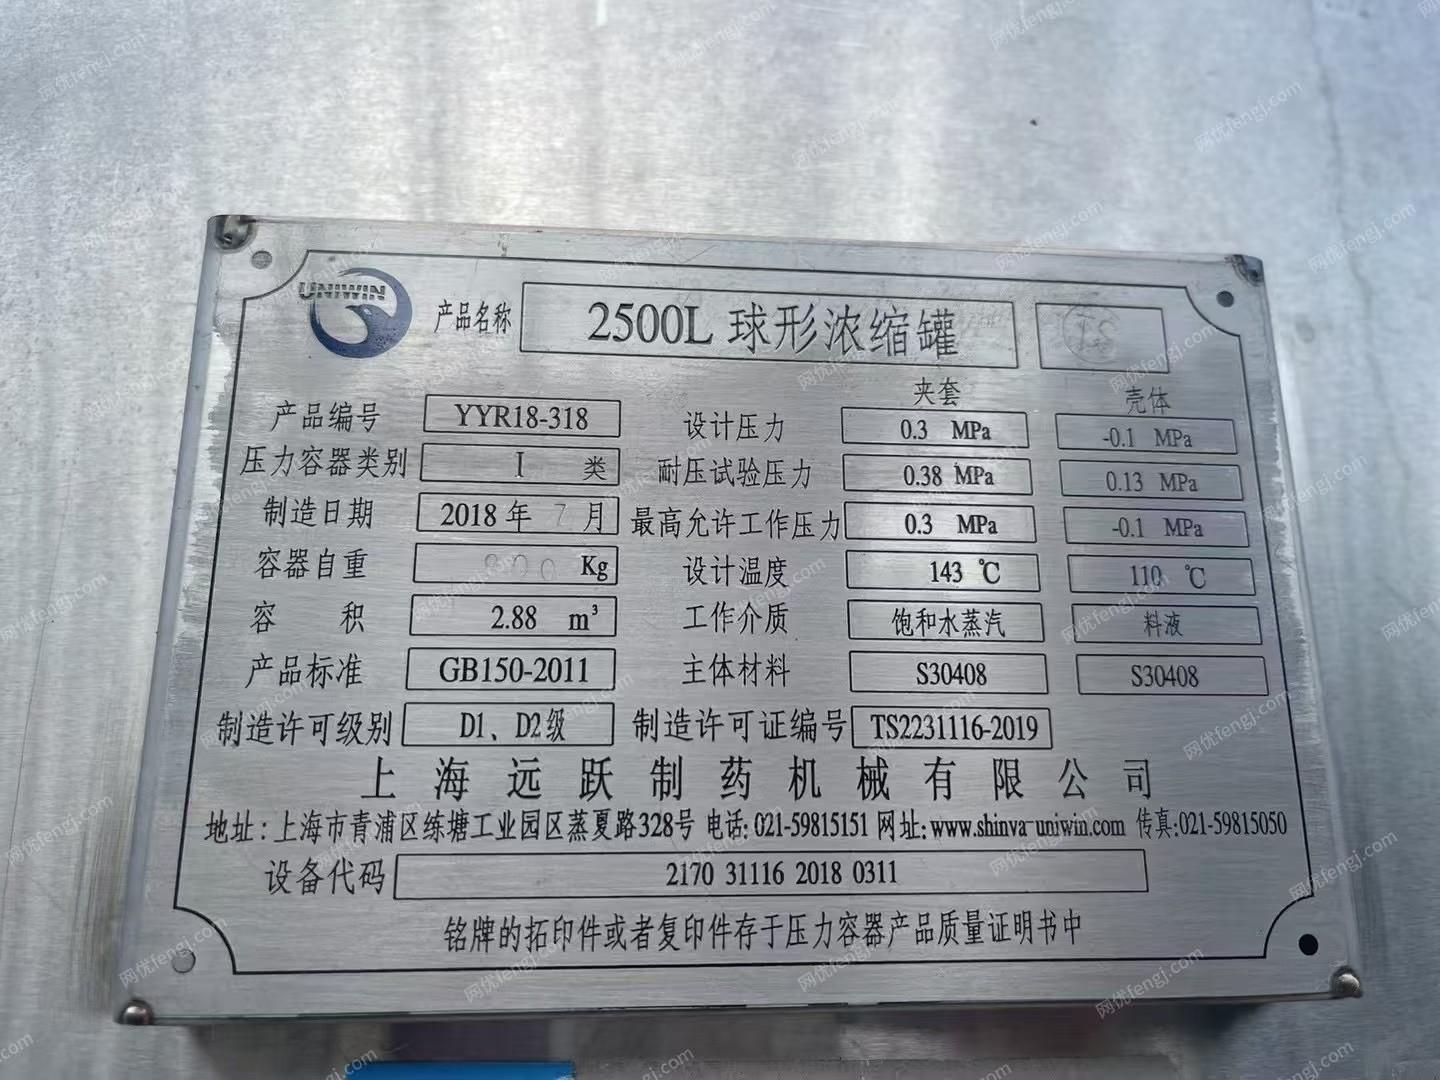 UNIWIN
产品名称 2500L 球形浓缩罐 TS
夹套 壳体
产品编号 YYR18-318 设计压力 0.3 MPa -0.1 MPa
压力容器类别 I 类 耐压试验压力 0.38 MPa 0.13 MPa
制造日期 2018 年 7 月 最高允许工作压力 0.3 MPa -0.1 MPa
容器自重 800 Kg 设计温度 143 ℃ 110 ℃
容 积 2.88 m³ 工作介质 饱和水蒸汽 料液
产品标准 GB150-2011 主体材料 S30408 S30408
制造许可级别 D1、D2级 制造许可证编号 TS2231116-2019
上海远跃制药机械有限公司
地址:上海市青浦区练塘工业园区蒸夏路328号 电话:021-59815151 网址:www.shinva-uniwin.com 传真:021-59815050
设备代码 2170 31116 2018 0311
铭牌的拓印件或者复印件存于压力容器产品质量证明书中
网优fengj.com